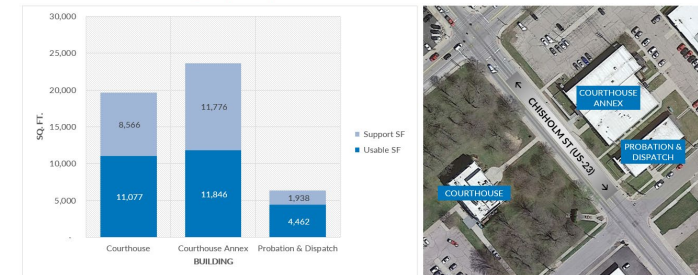 30,000
25,000
20,000
15,000
10,000
5,000
-
SQ. FT.
8,566
11,077
11,776
11,846
1,938
4,462
Courthouse
Courthouse Annex
Probation & Dispatch
BUILDING
Support SF
Usable SF
COURTHOUSE
ANNEX
CHISHOLM ST (US-23)
PROBATION &
DISPATCH
COURTHOUSE